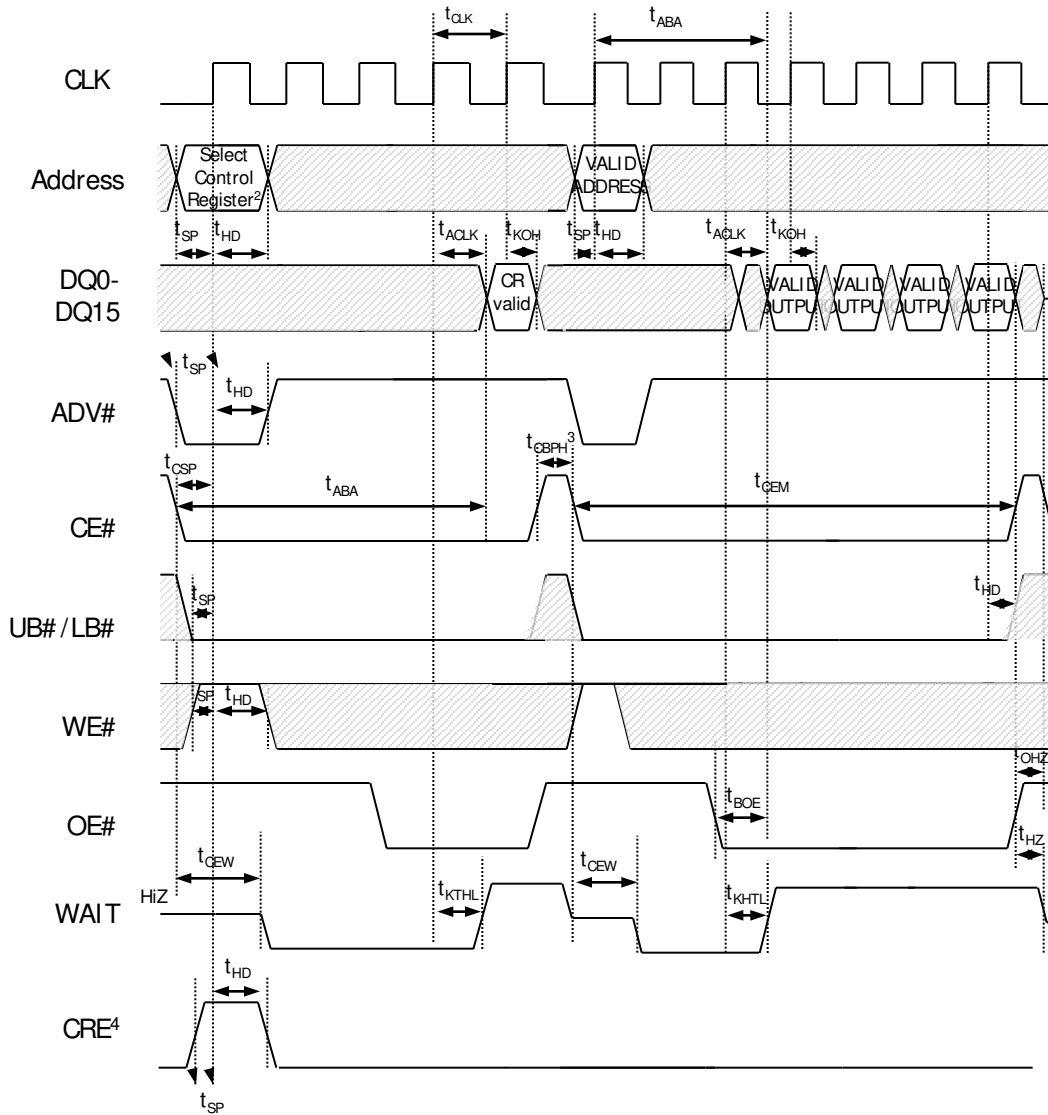 tCLK
tABA
CLK
Address
Select
Control
Register²
VALID
ADDRESS
tSP
tHD
tACLK
tKOH
tSP
tHD
tACLK
tKOH
DQ0-
DQ15
CR
valid
VALID
OUTPUT
VALID
OUTPUT
VALID
OUTPUT
VALID
OUTPUT
tSP
tHD
ADV#
tCBPH³
tCSP
tABA
tCEM
CE#
tSP
tHD
UB# / LB#
SP
tHD
WE#
tOHZ
tBOE
OE#
tHZ
tCEW
tCEW
HiZ
tKTHL
tKHTL
WAIT
tHD
CRE⁴
tSP